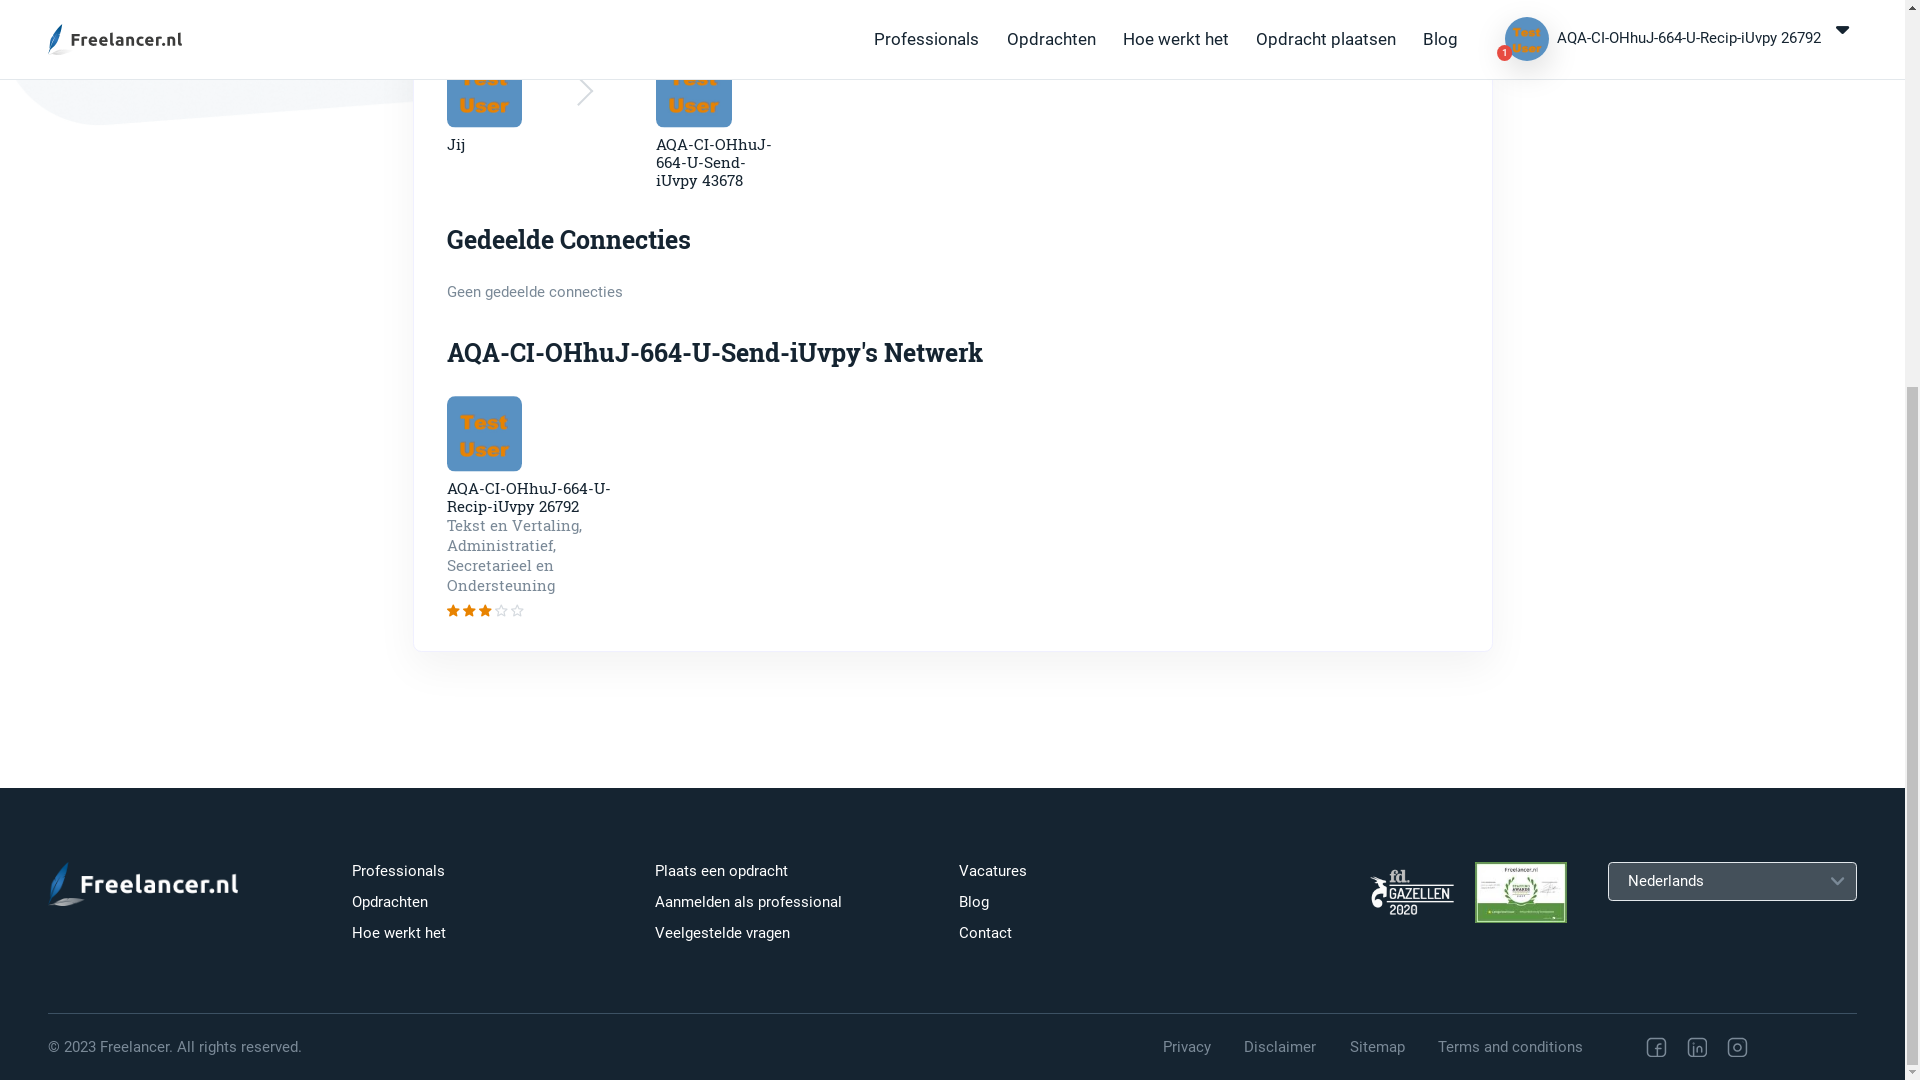 Freelancer.nl
Professionals
Opdrachten
Hoe werkt het
Opdracht plaatsen
Blog
Test
User
1
AQA-CI-OHhuJ-664-U-Recip-iUvpy 26792
Test
User
Test
User
Jij
AQA-CI-OHhuJ-
664-U-Send-
iUvpy 43678
Gedeelde Connecties
Geen gedeelde connecties
AQA-CI-OHhuJ-664-U-Send-iUvpy's Netwerk
Test
User
AQA-CI-OHhuJ-664-U-
Recip-iUvpy 26792
Tekst en Vertaling,
Administratief,
Secretarieel en
Ondersteuning
Freelancer.nl
Professionals
Opdrachten
Hoe werkt het
Plaats een opdracht
Aanmelden als professional
Veelgestelde vragen
Vacatures
Blog
Contact
fd.
GAZELLEN
2020
Freelancer.nl
Nederlands
© 2023 Freelancer. All rights reserved.
Privacy
Disclaimer
Sitemap
Terms and conditions